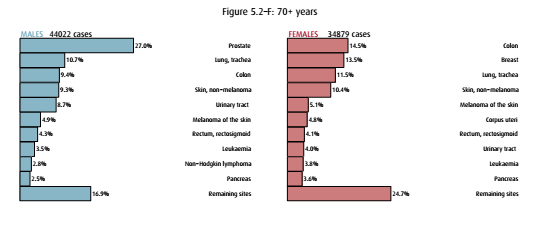 Figure 5.2–F: 70+ years
MALES 44022 cases
27.0% Prostate
10.7% Lung, trachea
9.4% Colon
9.3% Skin, non–melanoma
8.7% Urinary tract
4.9% Melanoma of the skin
4.3% Rectum, rectosigmoid
3.5% Leukaemia
2.8% Non–Hodgkin lymphoma
2.5% Pancreas
16.9% Remaining sites
FEMALES 34879 cases
14.5% Colon
13.5% Breast
11.5% Lung, trachea
10.4% Skin, non–melanoma
5.1% Melanoma of the skin
4.8% Corpus uteri
4.1% Rectum, rectosigmoid
4.0% Urinary tract
3.8% Leukaemia
3.6% Pancreas
24.7% Remaining sites